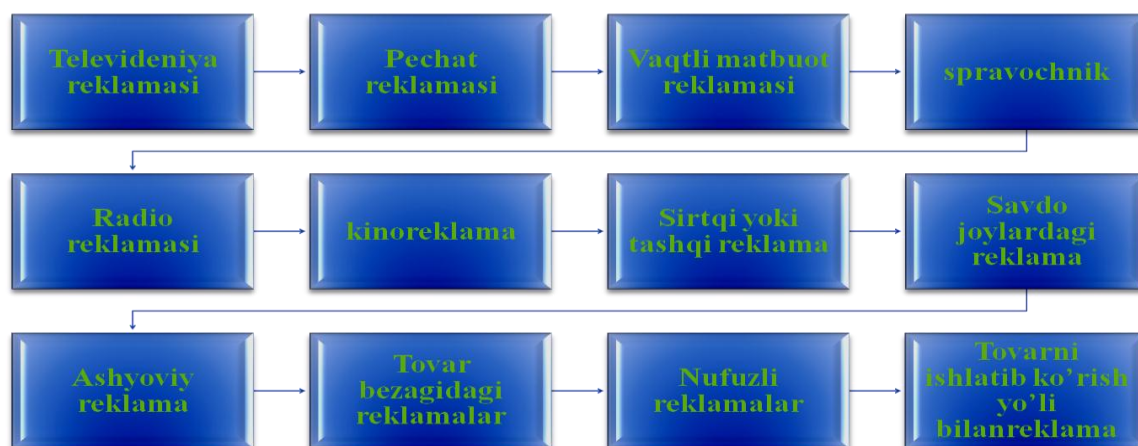 Televideniya
reklamasi
Pechat
reklamasi
Vaqtli matbuot
reklamasi
spravochnik
Radio
reklamasi
kinoreklama
Sirtqi yoki
tashqi reklama
Savdo
joylardagi
reklama
Ashyoviy
reklama
Tovar
bezagidagi
reklamalar
Nufuzli
reklamalar
Tovarni
ishlatib ko’rish
yo’li
bilanreklama